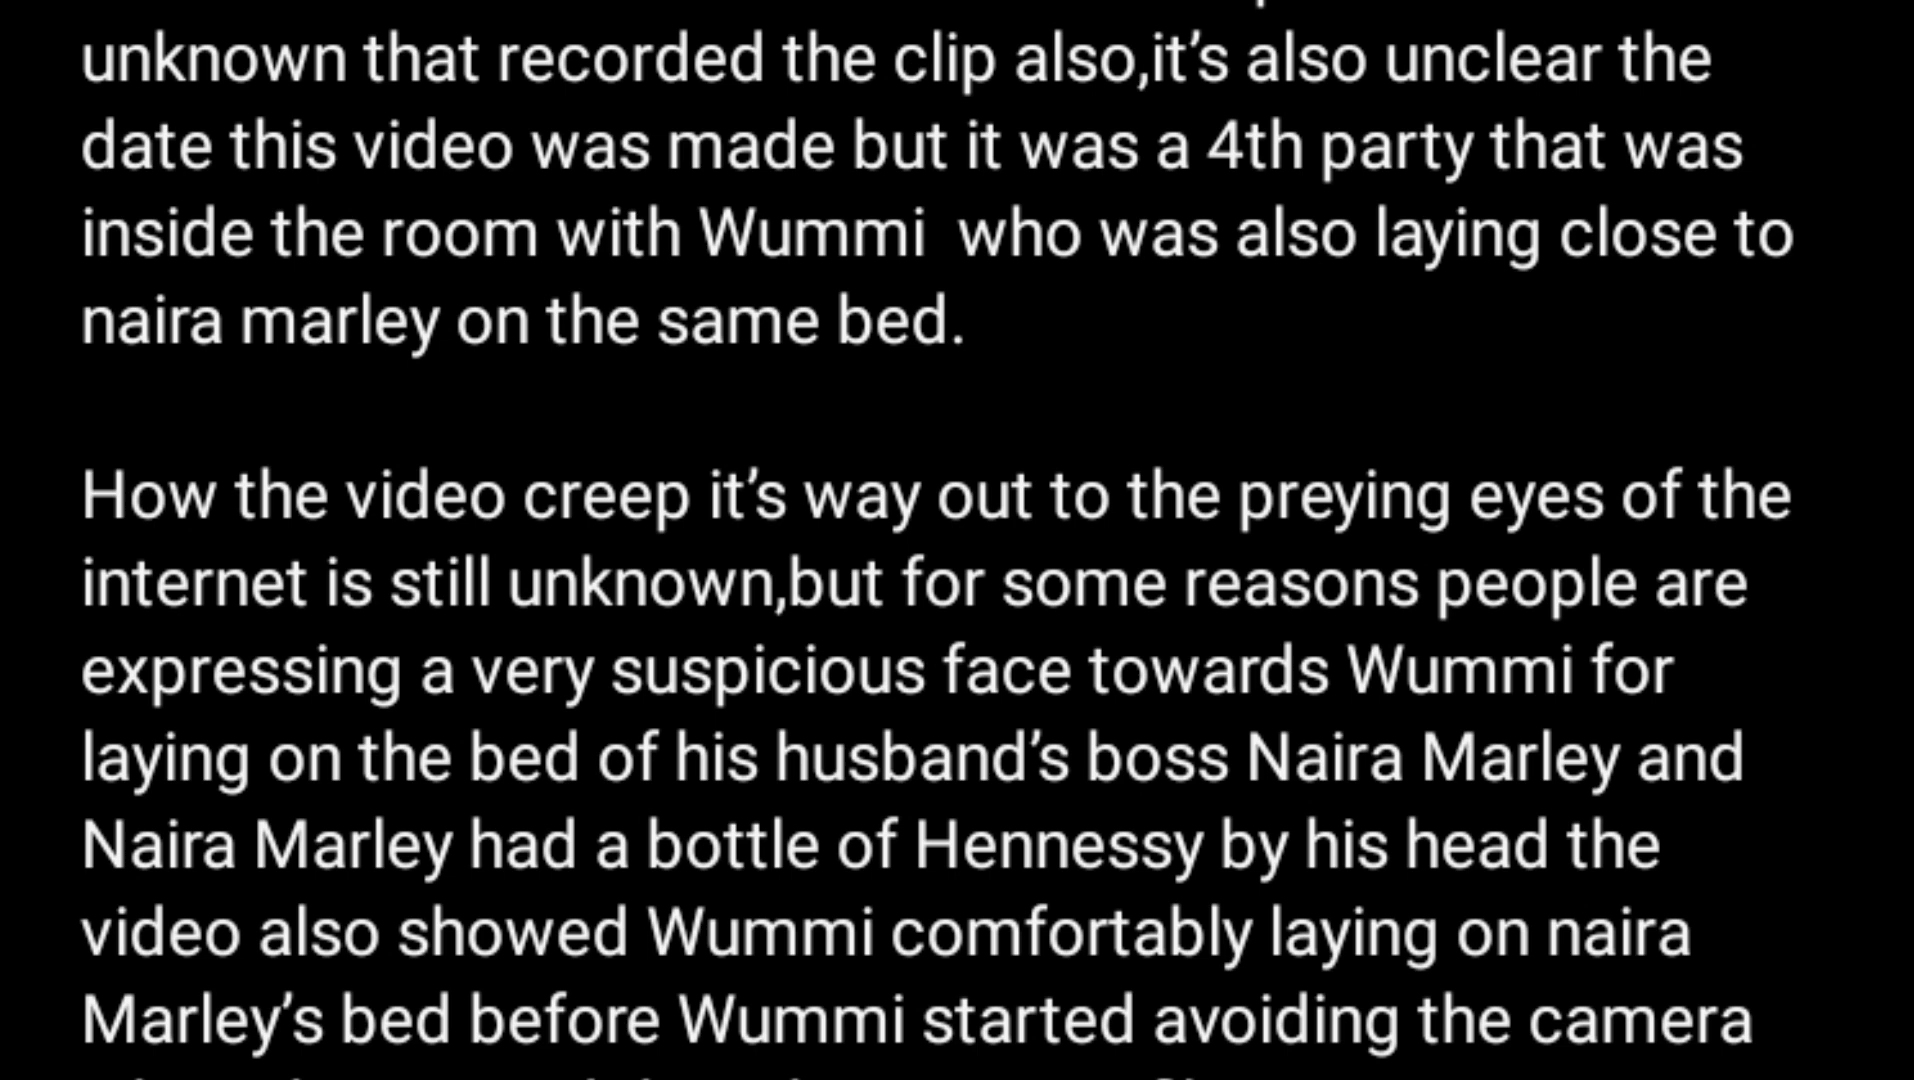 unknown that recorded the clip also,it’s also unclear the
date this video was made but it was a 4th party that was
inside the room with Wummi  who was also laying close to
naira marley on the same bed.
How the video creep it’s way out to the preying eyes of the
internet is still unknown,but for some reasons people are
expressing a very suspicious face towards Wummi for
laying on the bed of his husband’s boss Naira Marley and
Naira Marley had a bottle of Hennessy by his head the
video also showed Wummi comfortably laying on naira
Marley’s bed before Wummi started avoiding the camera